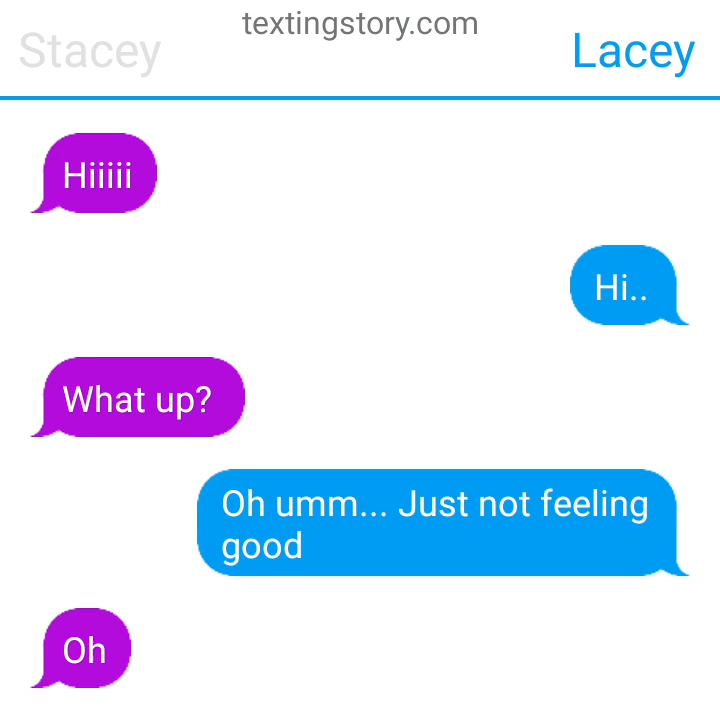 textingstory.com
Stacey
Lacey
Hiiiii
Hi..
What up?
Oh umm... Just not feeling
good
Oh